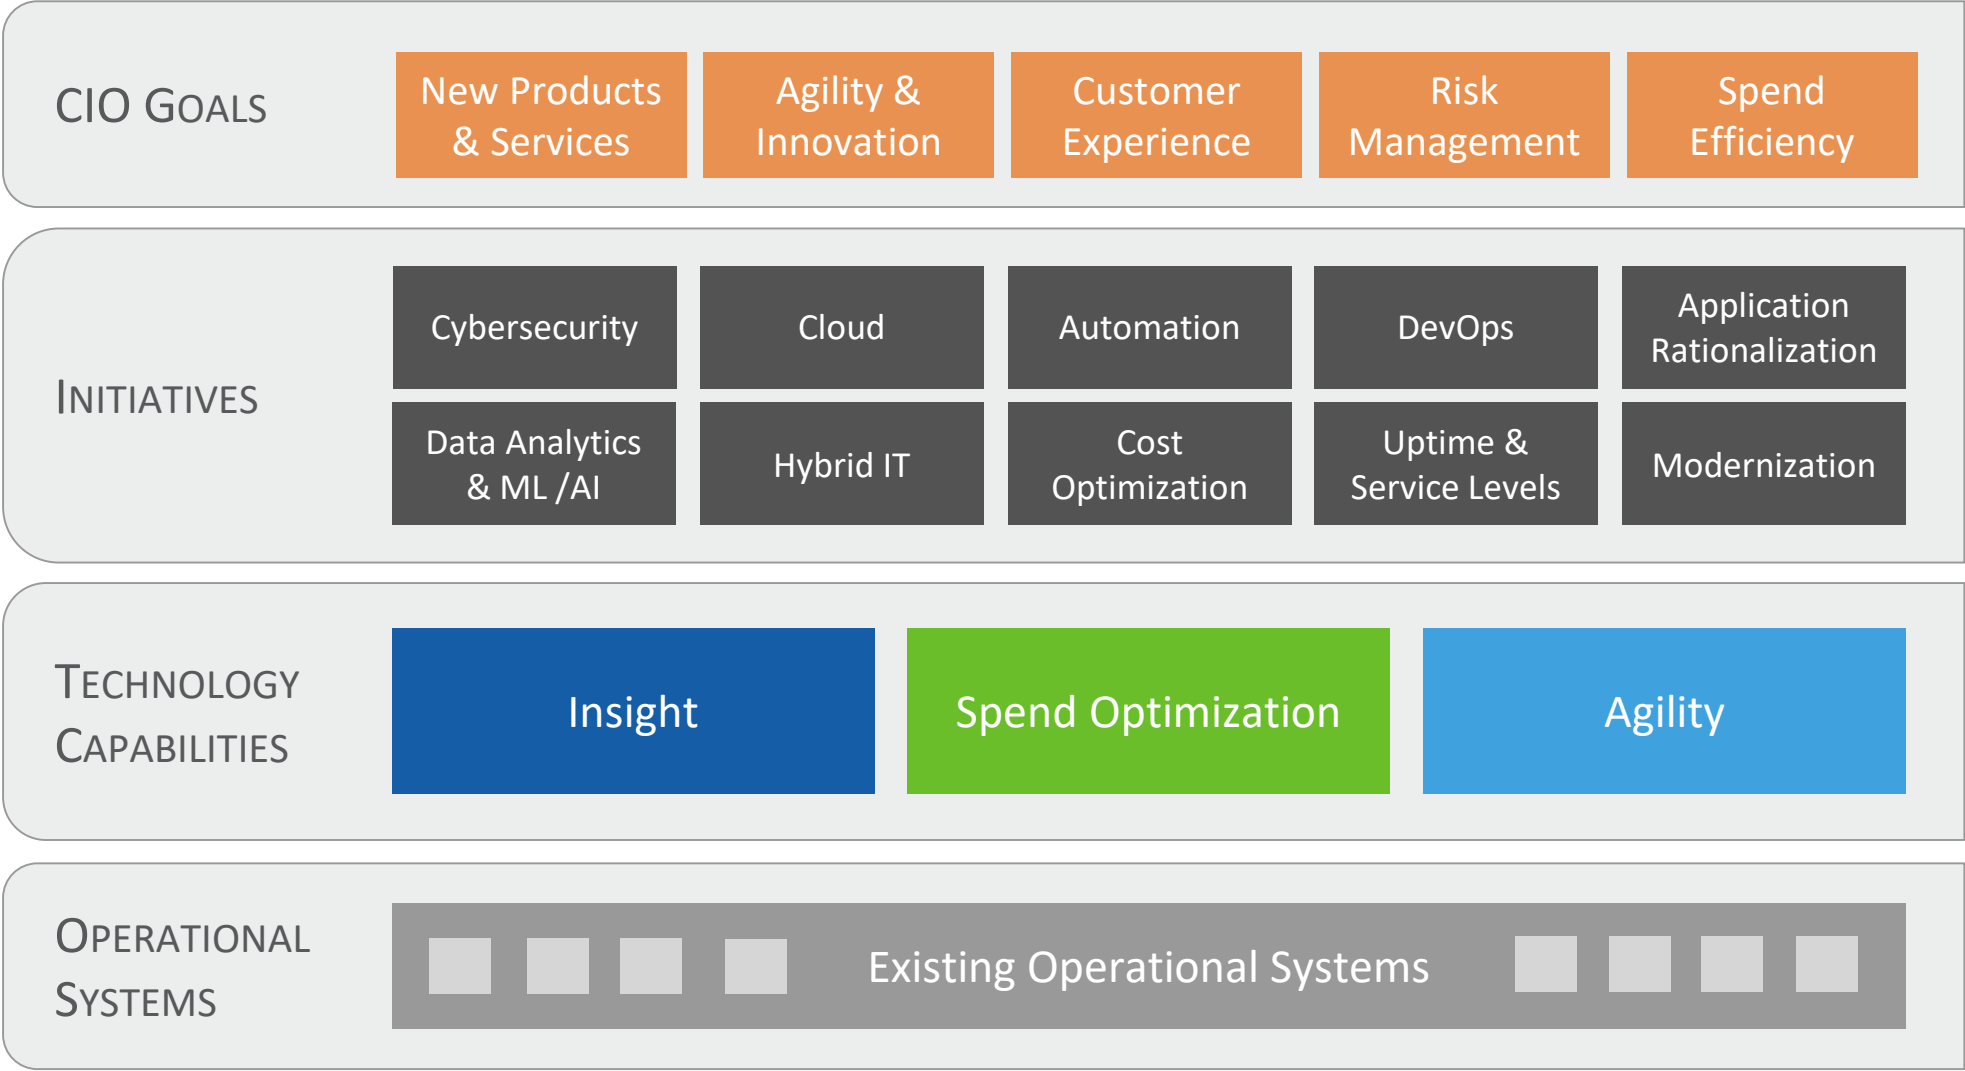 CIO GOALS
New Products
& Services
Agility &
Innovation
Customer
Experience
Risk
Management
Spend
Efficiency
INITIATIVES
Cybersecurity
Cloud
Automation
DevOps
Application
Rationalization
Data Analytics
& ML /AI
Hybrid IT
Cost
Optimization
Uptime &
Service Levels
Modernization
TECHNOLOGY
CAPABILITIES
Insight
Spend Optimization
Agility
OPERATIONAL
SYSTEMS
Existing Operational Systems